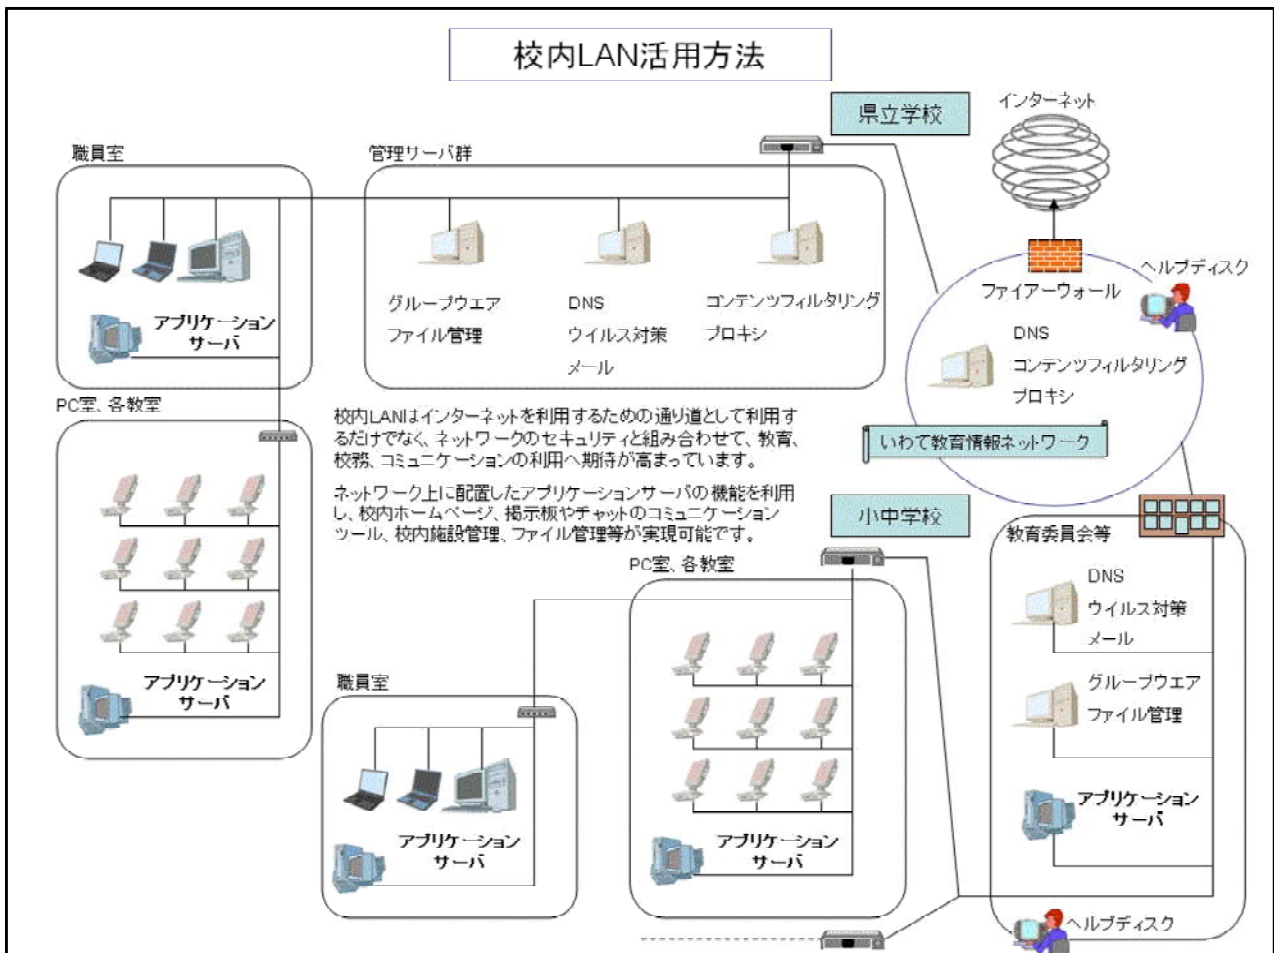 校内LAN活用方法
県立学校
インターネット
職員室
管理サーバ群
ヘルプディスク
ファイアーウォール
グループウエア
ファイル管理
DNS
ウイルス対策
メール
コンテンツフィルタリング
プロキシ
DNS
コンテンツフィルタリング
プロキシ
アプリケーション
サーバ
いわて教育情報ネットワーク
PC室、各教室
校内LANはインターネットを利用するための通り道として利用す
るだけでなく、ネットワークのセキュリティと組み合わせて、教育、
校務、コミュニケーションの利用へ期待が高まっています。
ネットワーク上に配置したアプリケーションサーバの機能を利用
し、校内ホームページ、掲示板やチャットのコミュニケーション
ツール、校内施設管理、ファイル管理等が実現可能です。
アプリケーション
サーバ
小中学校
PC室、各教室
職員室
アプリケーション
サーバ
アプリケーション
サーバ
教育委員会等
DNS
ウイルス対策
メール
グループウエア
ファイル管理
アプリケーション
サーバ
ヘルプディスク